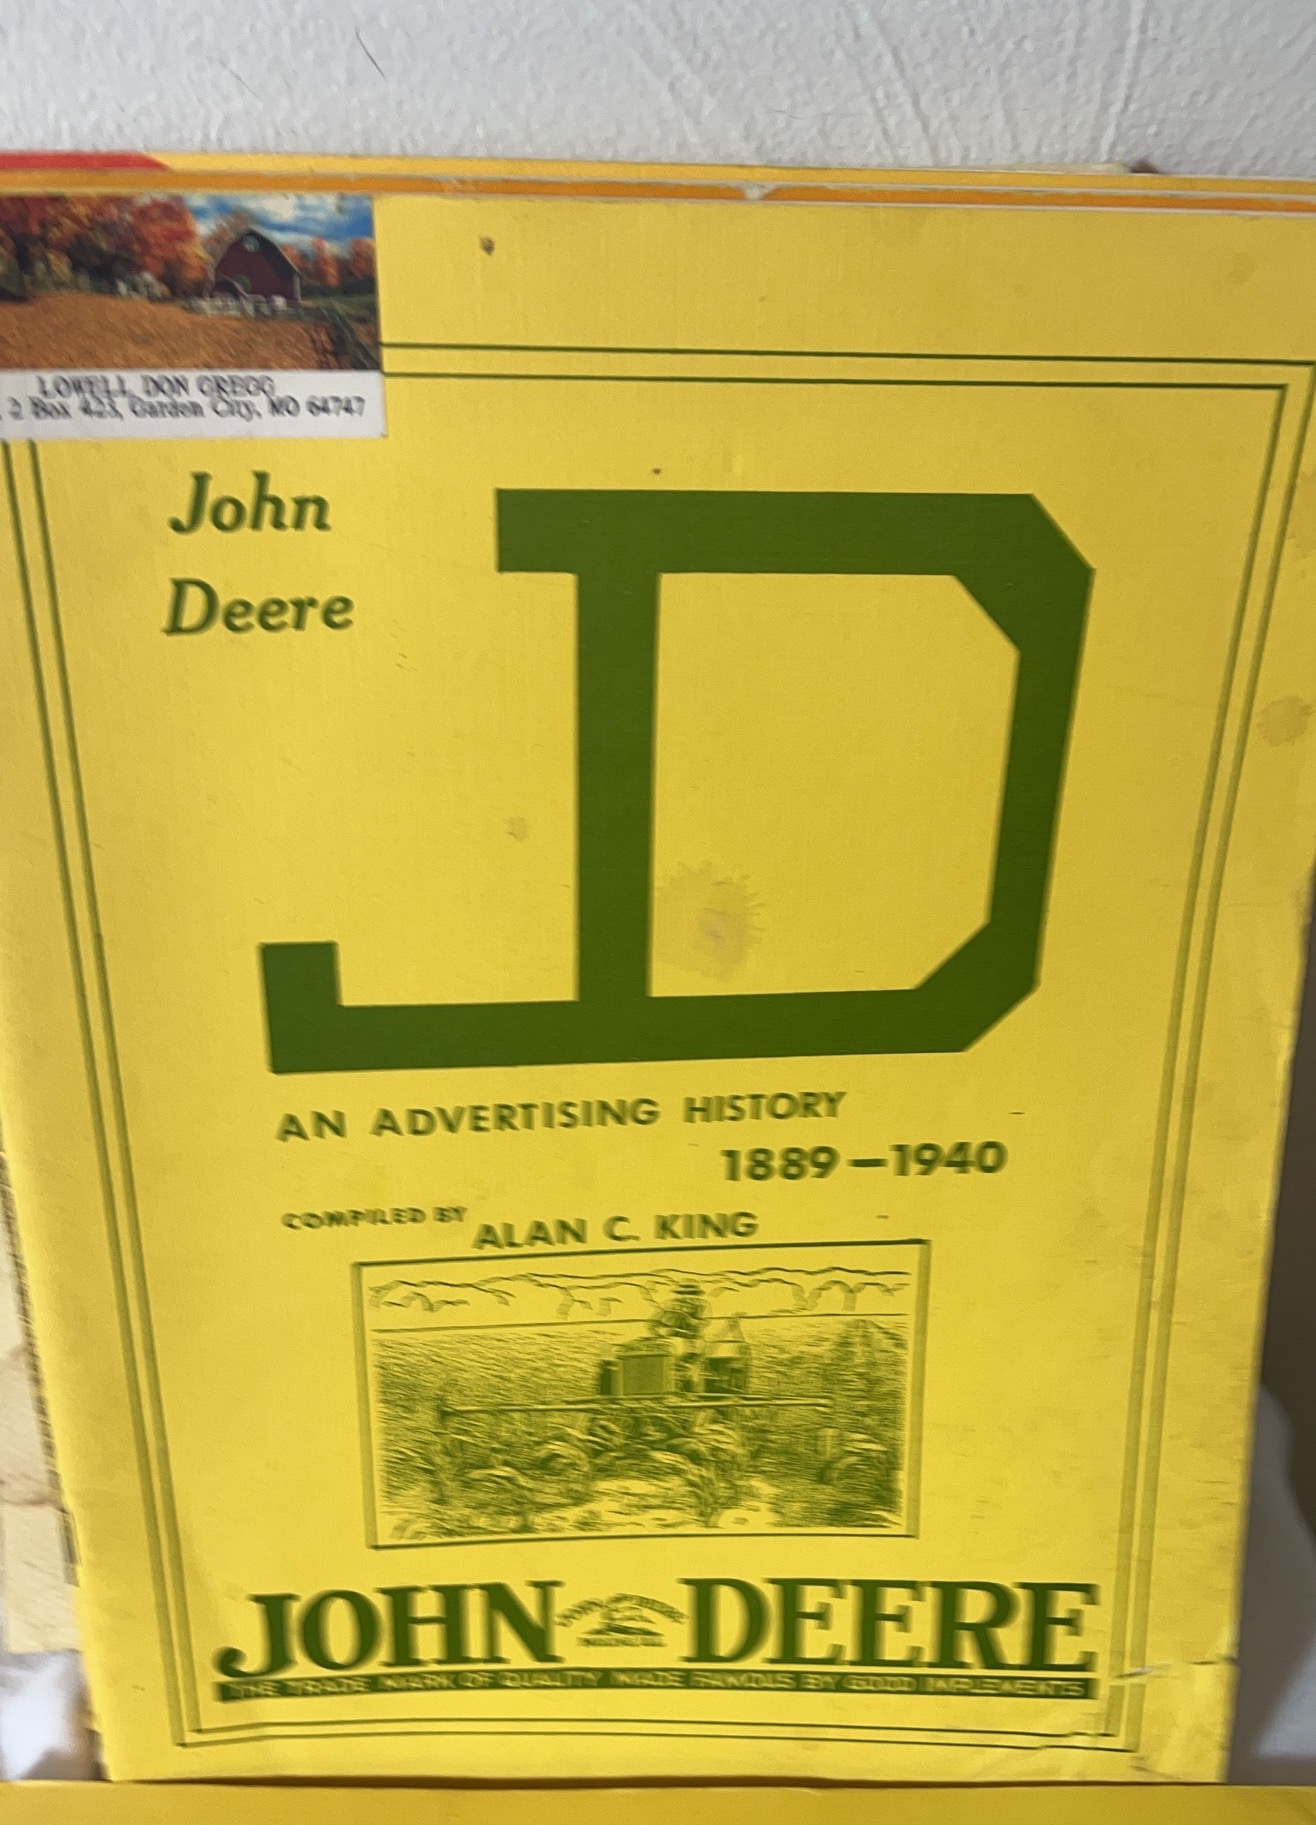 LOWELL DON GREGG
2 Box 423, Garden City, MO 64747
John
Deere
JD
AN ADVERTISING HISTORY
1889-1940
COMPILED BY ALAN C. KING
JOHN DEERE
THE TRADE MARK OF QUALITY MADE FAMOUS BY GOOD IMPLEMENTS